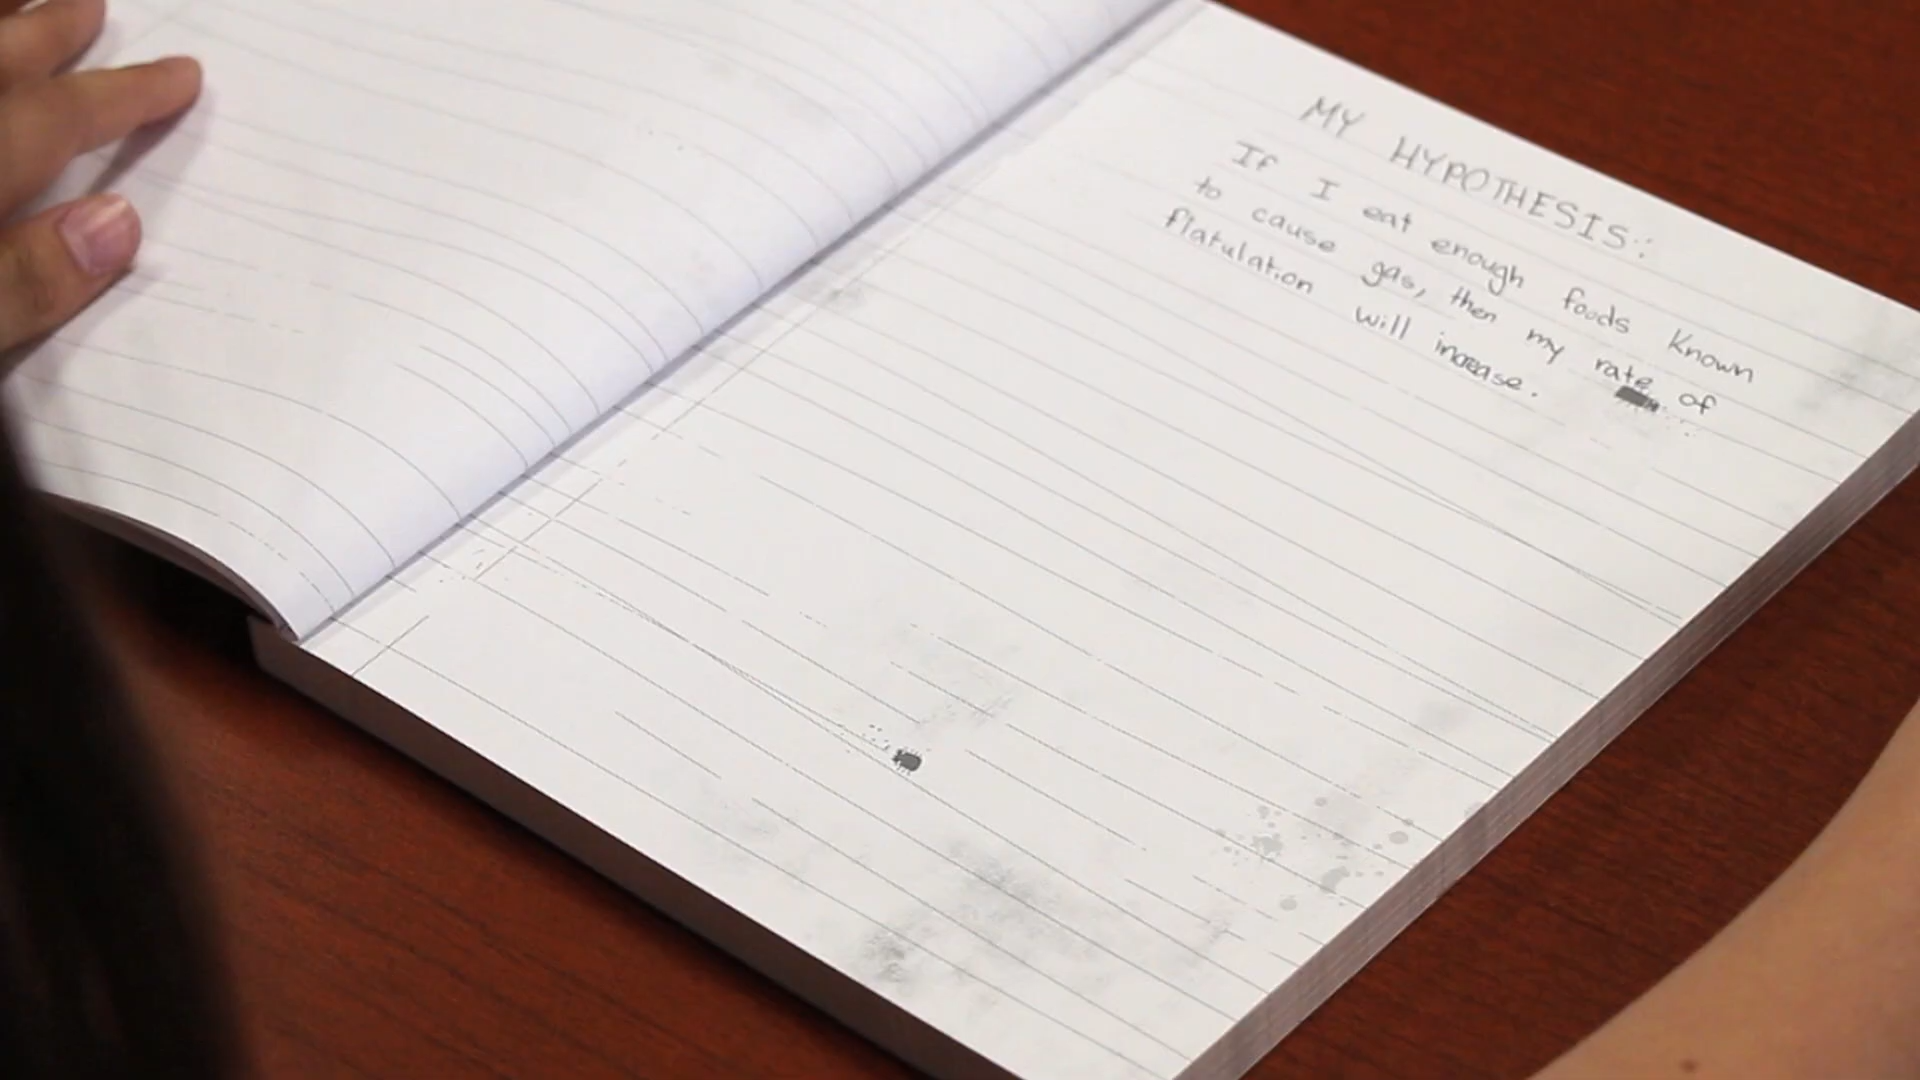 MY HYPOTHESIS:
If I eat enough foods known
to cause gas, then my rate of
flatulation will increase.